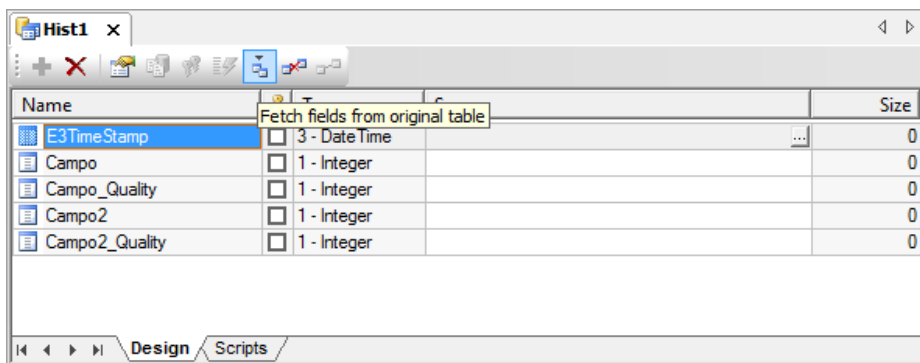 Hist1
Name Size
Fetch fields from original table
E3TimeStamp 3 - DateTime ... 0
Campo 1 - Integer 0
Campo_Quality 1 - Integer 0
Campo2 1 - Integer 0
Campo2_Quality 1 - Integer 0
Design Scripts